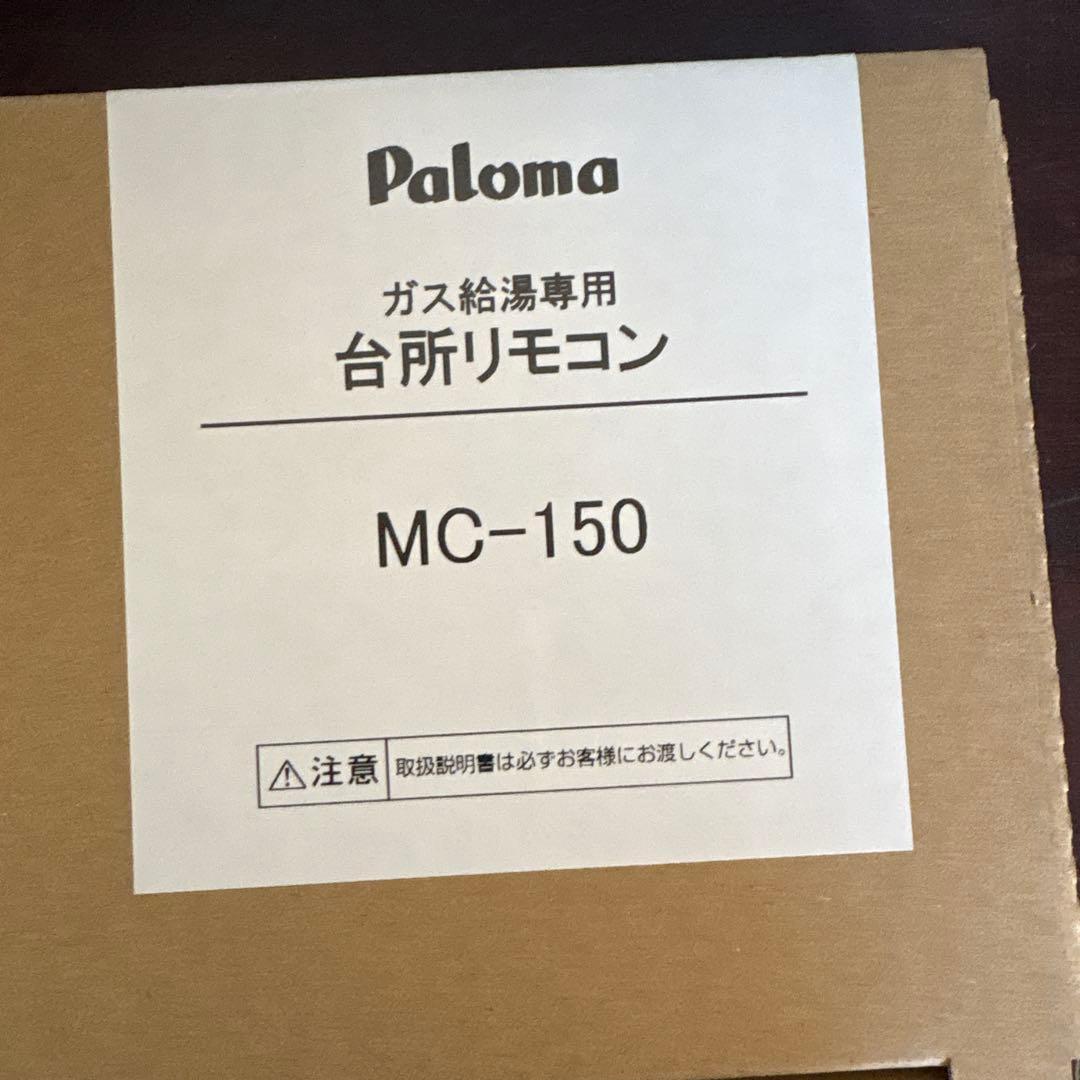 Paloma
ガス給湯専用
台所リモコン
MC-150
⚠注意 取扱説明書は必ずお客様にお渡しください。